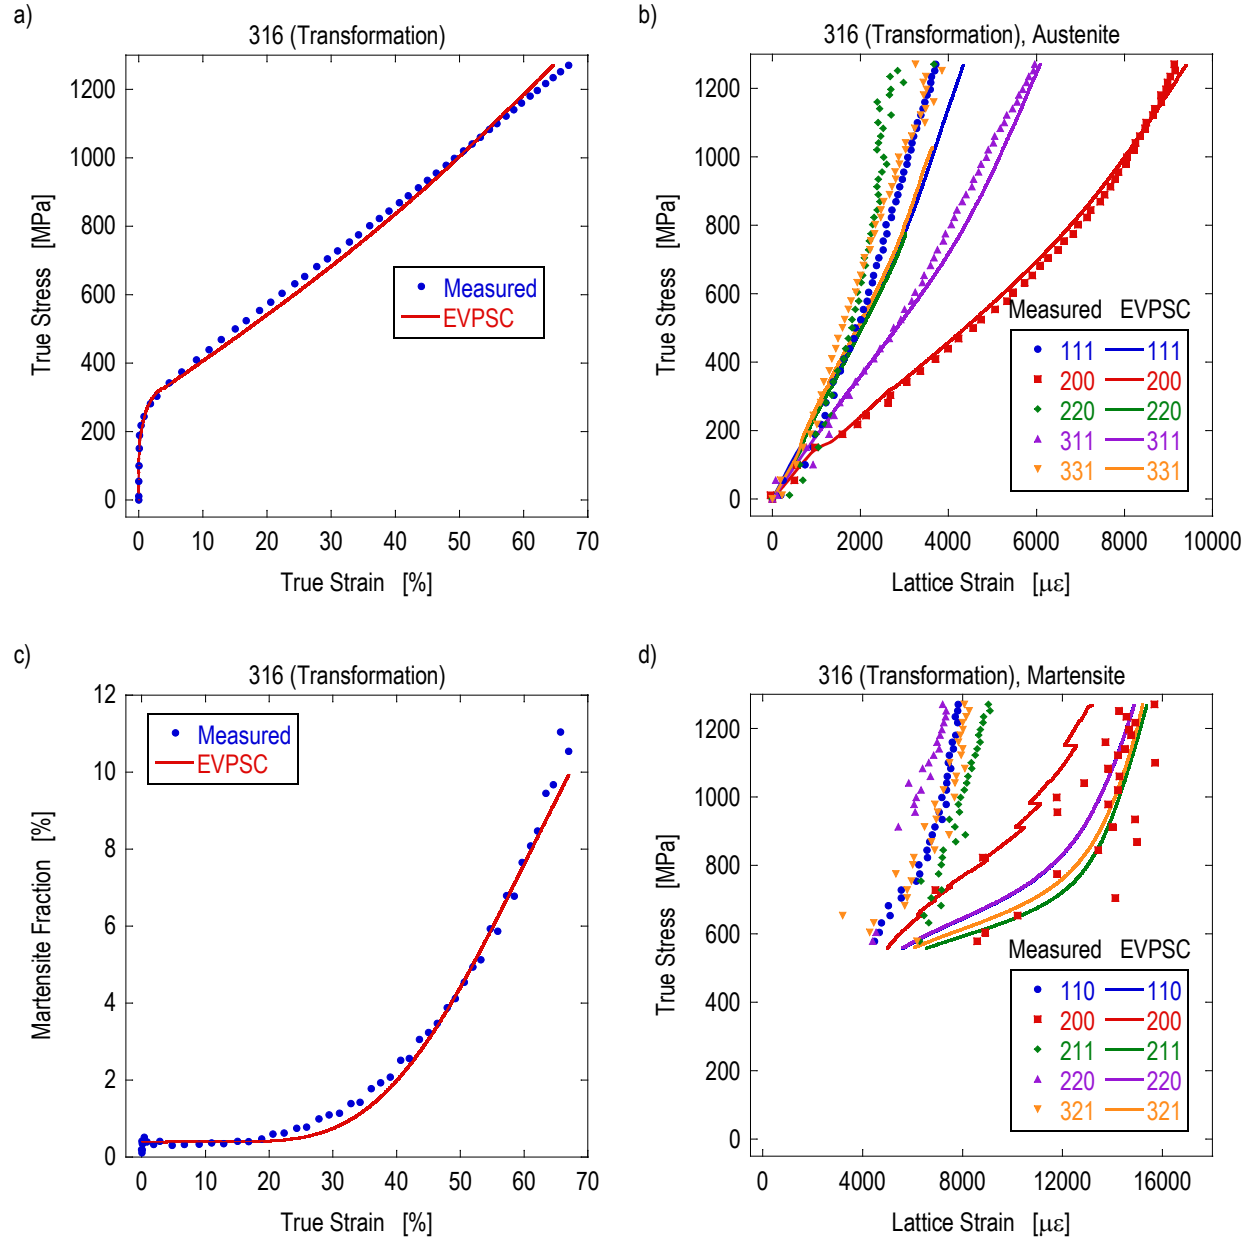 a)
316 (Transformation)
True Stress [MPa]
1200
1000
800
600
400
200
0
Measured
EVPSC
0 10 20 30 40 50 60 70
True Strain [%]
b)
316 (Transformation), Austenite
True Stress [MPa]
1200
1000
800
600
400
200
0
Measured EVPSC
111 111
200 200
220 220
311 311
331 331
0 2000 4000 6000 8000 10000
Lattice Strain [με]
c)
316 (Transformation)
Martensite Fraction [%]
12
10
8
6
4
2
0
Measured
EVPSC
0 10 20 30 40 50 60 70
True Strain [%]
d)
316 (Transformation), Martensite
True Stress [MPa]
1200
1000
800
600
400
200
0
Measured EVPSC
110 110
200 200
211 211
220 220
321 321
0 4000 8000 12000 16000
Lattice Strain [με]